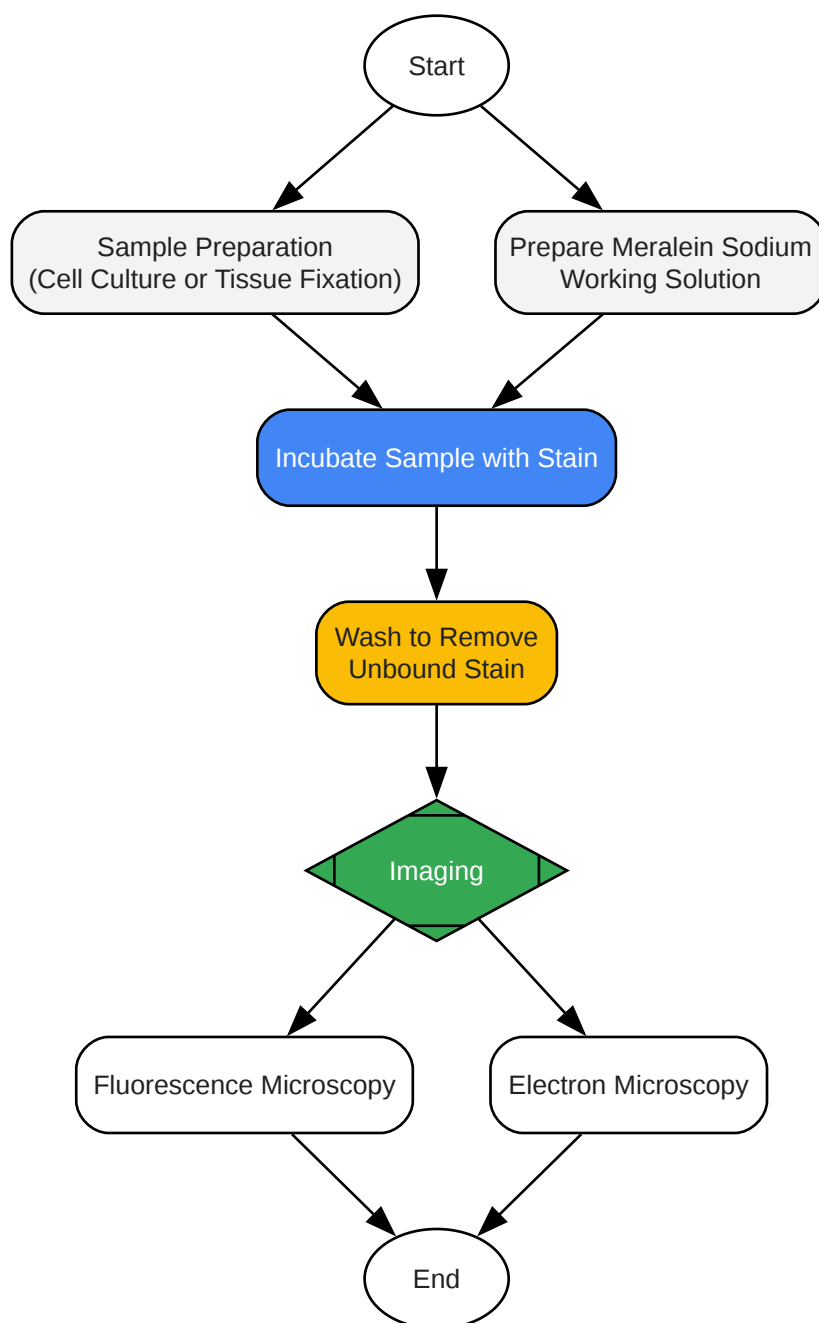 Start
Sample Preparation
(Cell Culture or Tissue Fixation)
Prepare Meralein Sodium
Working Solution
Incubate Sample with Stain
Wash to Remove
Unbound Stain
Imaging
Fluorescence Microscopy
Electron Microscopy
End